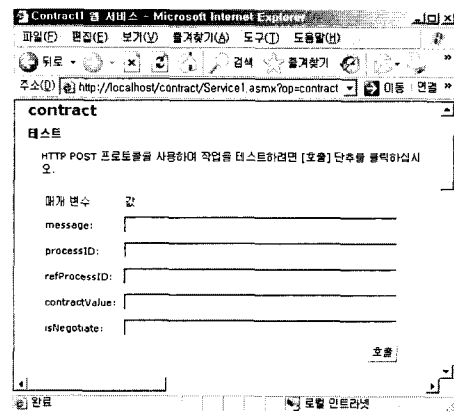 Contract1 웹 서비스 - Microsoft Internet Explorer
파일(F) 편집(E) 보기(V) 즐겨찾기(A) 도구(T) 도움말(H)
뒤로 검색 즐겨찾기 »
주소(D) http://localhost/contract/Service1.asmx?op=contract 이동 연결 »
contract
테스트
HTTP POST 프로토콜을 사용하여 작업을 테스트하려면 [호출] 단추를 클릭하십시
오.
매개 변수 값
message:
processID:
refProcessID:
contractValue:
isNegotiate:
호출
완료 로컬 인트라넷